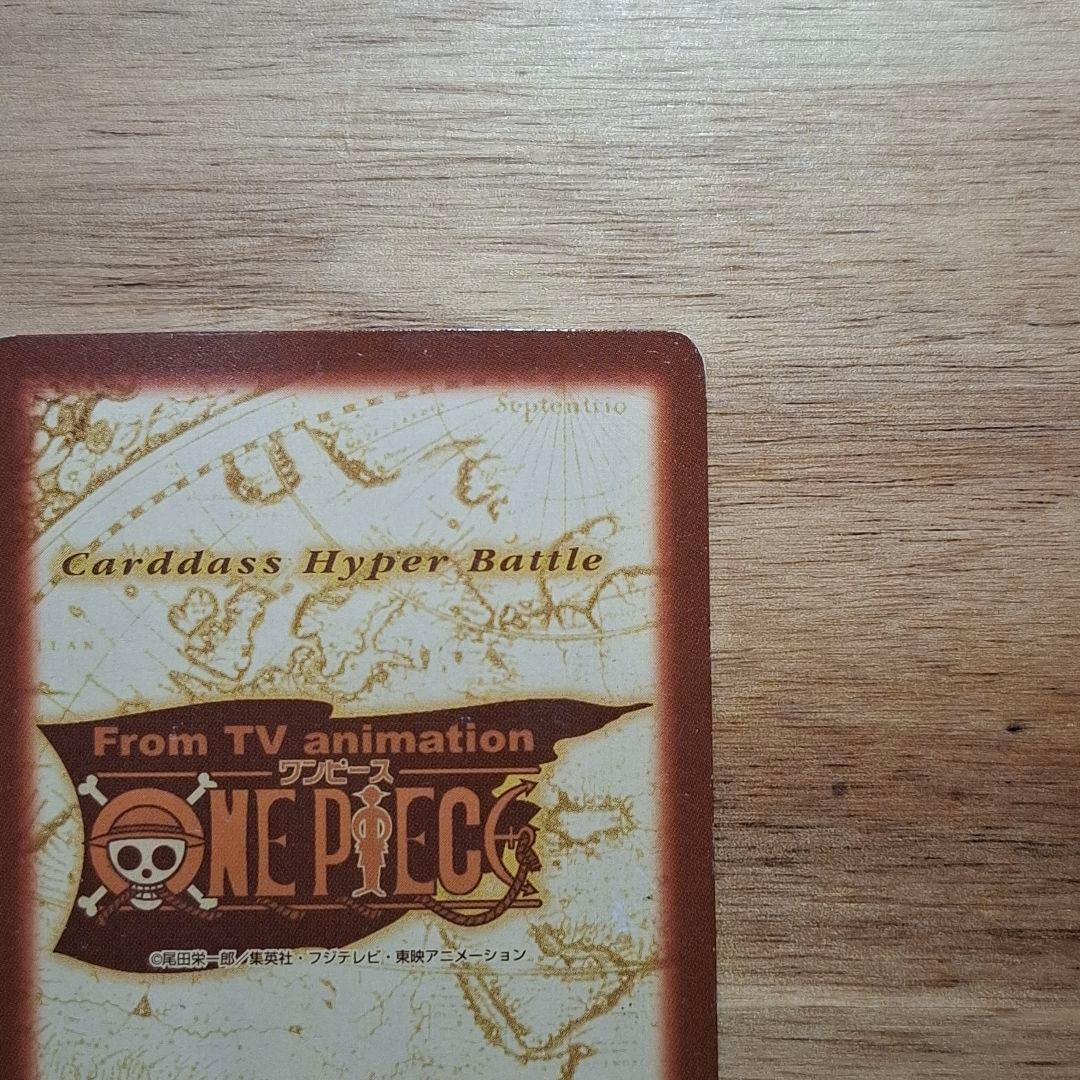 Septentrio
Carddass Hyper Battle
ILAN
From TV animation
ワンピース
ONE PIECE
©尾田栄一郎／集英社・フジテレビ・東映アニメーション